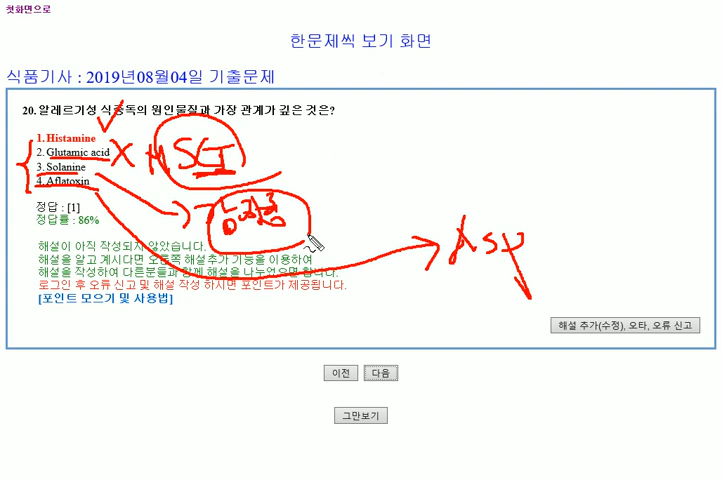 첫화면으로
한문제씩 보기 화면
식품기사 : 2019년08월04일 기출문제
20. 알레르기성 식중독의 원인물질과 가장 관계가 깊은 것은?
1. Histamine
2. Glutamic acid
3. Solanine
4. Aflatoxin
정답 : [1]
정답률 : 86%
해설이 아직 작성되지 않았습니다.
해설을 알고 계시다면 오른쪽 해설추가 기능을 이용하여
해설을 작성하여 다른분들과 함께 해설을 나누었으면 합니다.
로그인 후 오류 신고 및 해설 작성 하시면 포인트가 제공됩니다.
[포인트 모으기 및 사용법]
해설 추가(수정), 오타, 오류 신고
이전 다음
그만보기